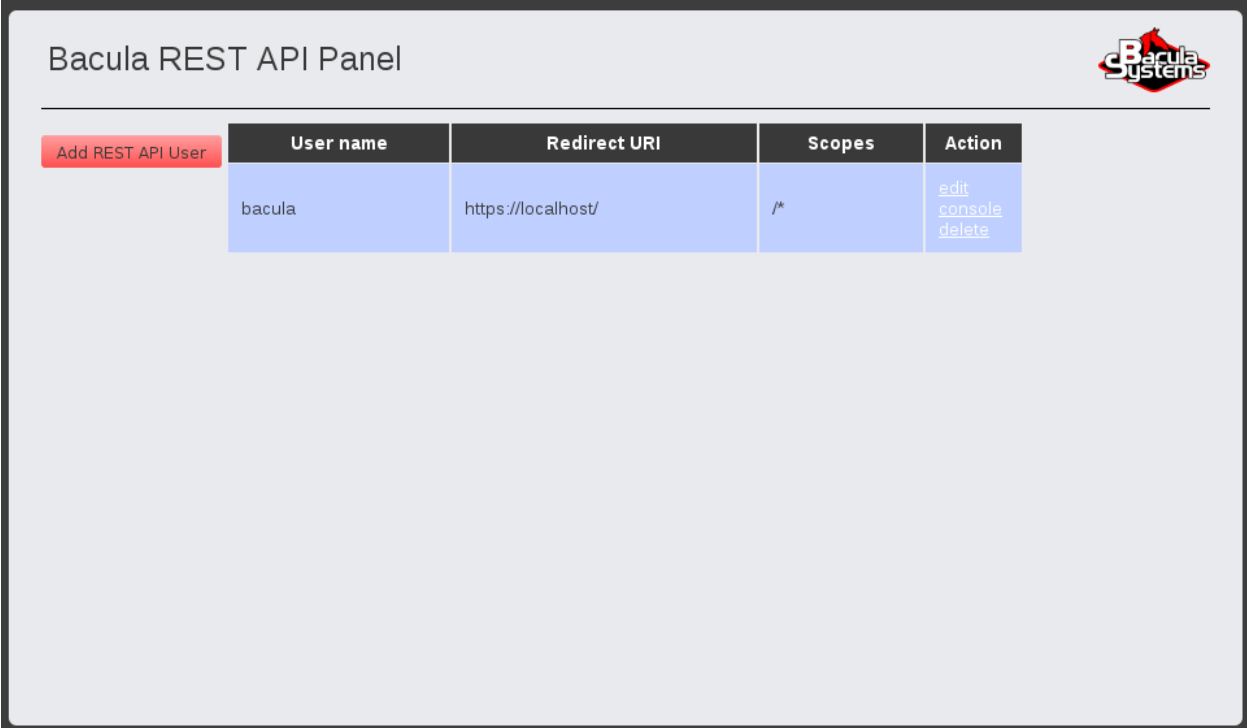 Bacula REST API Panel
Bacula
Systems
Add REST API User
User name Redirect URI Scopes Action
bacula https://localhost/ /* edit
console
delete